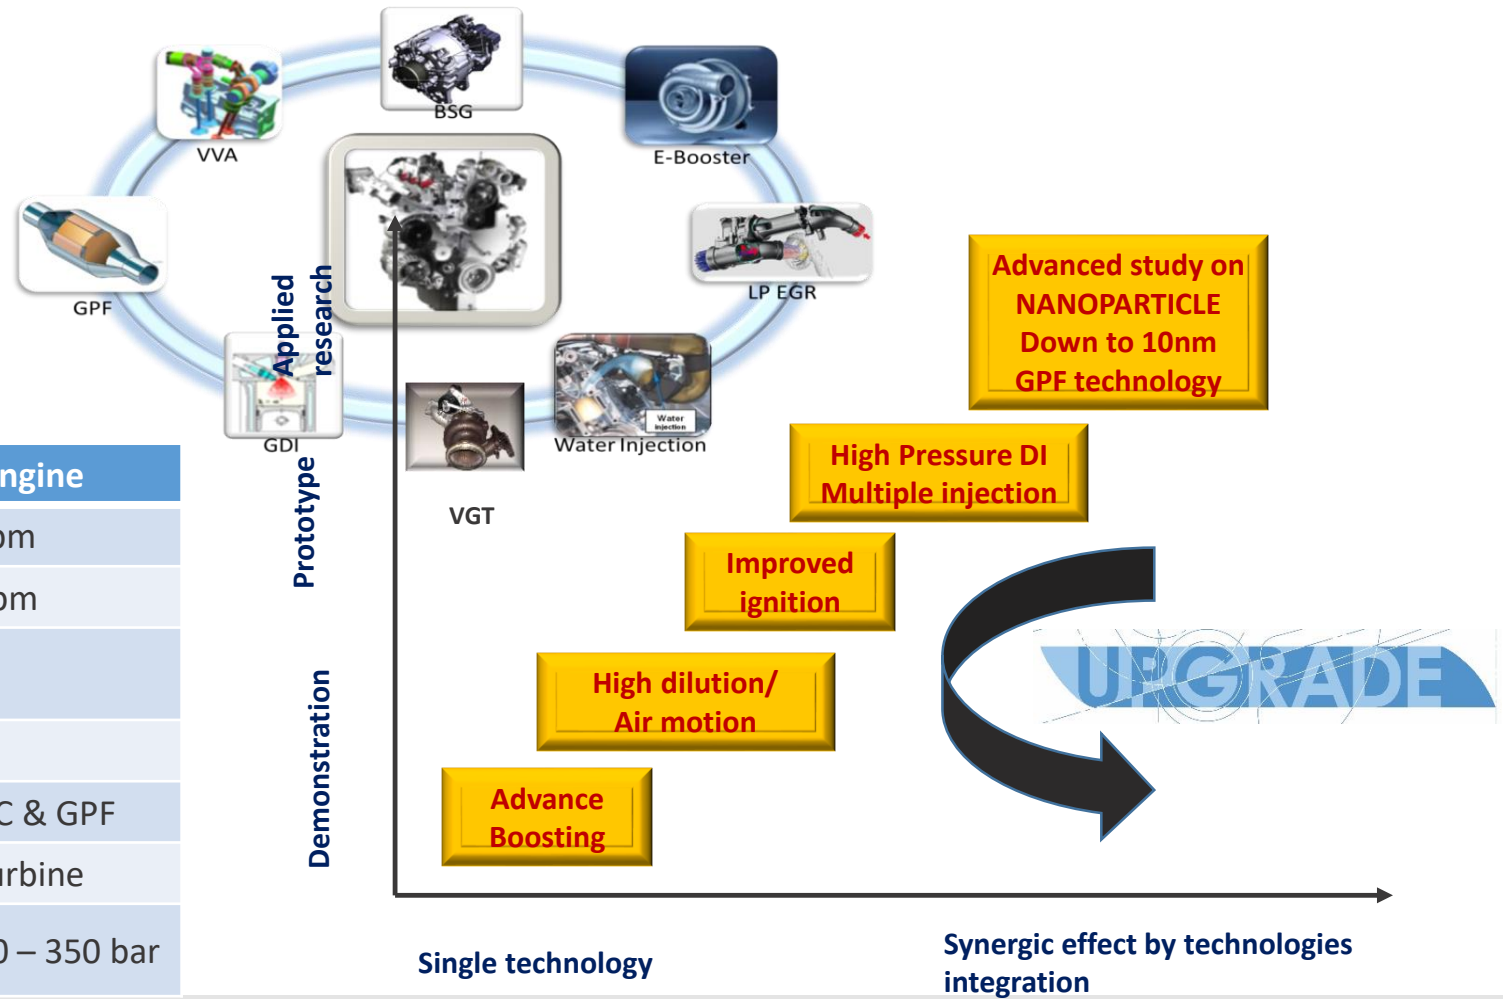 BSG
VVA
E-Booster
GPF
LP EGR
GDI
Water
injection
Water Injection
VGT
Applied
research
Prototype
Demonstration
Advanced study on
NANOPARTICLE
Down to 10nm
GPF technology
High Pressure DI
Multiple injection
Improved
ignition
High dilution/
Air motion
Advance
Boosting
UPGRADE
Single technology
Synergic effect by technologies
integration
ngine
om
om
C & GPF
urbine
0 – 350 bar